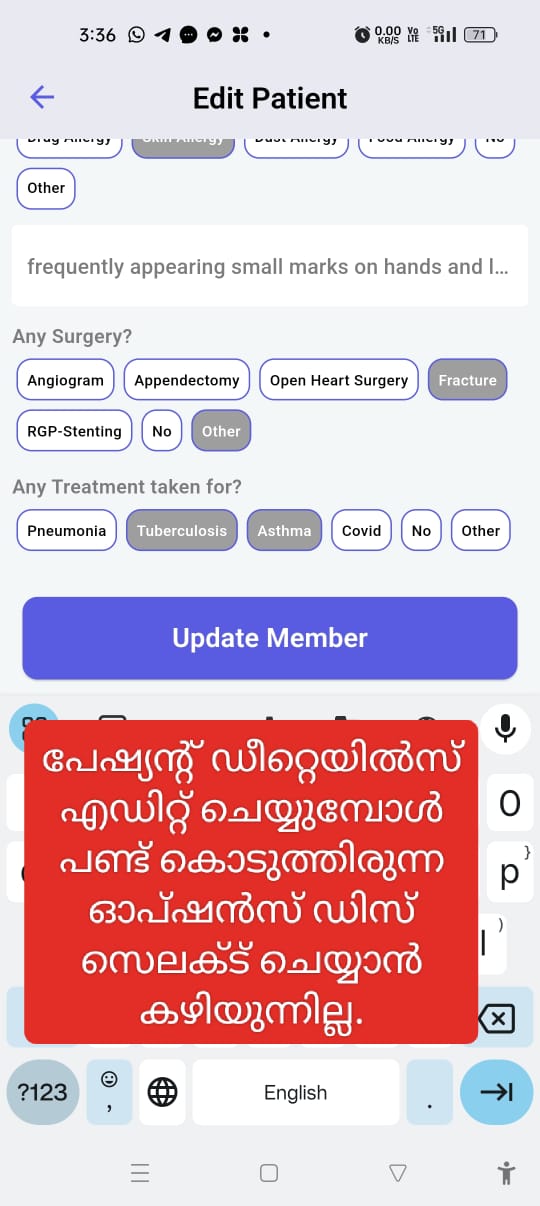 3:36 0.00 KB/S Vo LTE 5G 71
Edit Patient
Drug Allergy Skin Allergy Dust Allergy Food Allergy No
Other
frequently appearing small marks on hands and l...
Any Surgery?
Angiogram Appendectomy Open Heart Surgery Fracture
RGP-Stenting No Other
Any Treatment taken for?
Pneumonia Tuberculosis Asthma Covid No Other
Update Member
പേഷ്യന്റ് ഡീറ്റെയിൽസ്
എഡിറ്റ് ചെയ്യുമ്പോൾ
പണ്ട് കൊടുത്തിരുന്ന
ഓപ്ഷൻസ് ഡിസ്
സെലക്ട് ചെയ്യാൻ
കഴിയുന്നില്ല.
O
p }
l )
?123 , English .